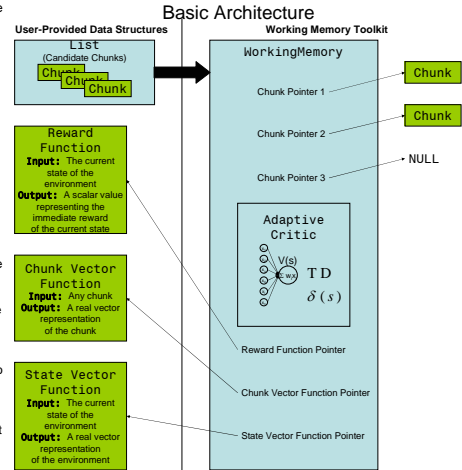 Basic Architecture
User-Provided Data Structures
Working Memory Toolkit
List
(Candidate Chunks)
Chunk
Chunk
Chunk
WorkingMemory
Chunk Pointer 1
Chunk
Chunk Pointer 2
Chunk
Chunk Pointer 3
NULL
Reward
Function
Input: The current
state of the
environment
Output: A scalar value
representing the
immediate reward
of the current state
Adaptive
Critic
V(s)
Σ wᵢxᵢ
TD
δ(s)
Chunk Vector
Function
Input: Any chunk
Output: A real vector
representation
of the chunk
Reward Function Pointer
Chunk Vector Function Pointer
State Vector
Function
Input: The current
state of the
environment
Output: A real vector
representation
of the environment
State Vector Function Pointer